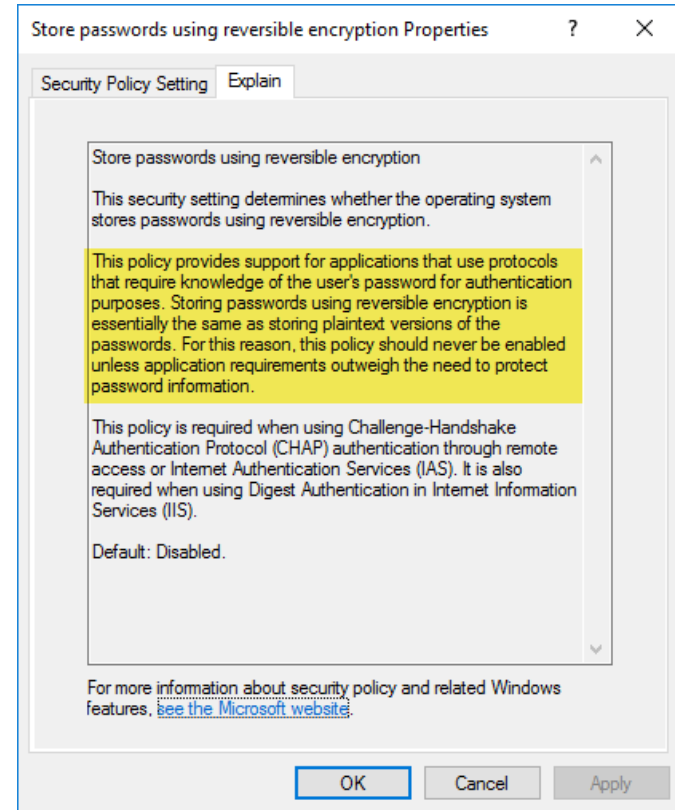 Store passwords using reversible encryption Properties
?
Security Policy Setting
Explain
Store passwords using reversible encryption
This security setting determines whether the operating system
stores passwords using reversible encryption.
This policy provides support for applications that use protocols
that require knowledge of the user's password for authentication
purposes. Storing passwords using reversible encryption is
essentially the same as storing plaintext versions of the
passwords. For this reason, this policy should never be enabled
unless application requirements outweigh the need to protect
password information.
This policy is required when using Challenge-Handshake
Authentication Protocol (CHAP) authentication through remote
access or Internet Authentication Services (IAS). It is also
required when using Digest Authentication in Internet Information
Services (IIS).
Default: Disabled.
For more information about security policy and related Windows
features, see the Microsoft website.
OK
Cancel
Apply